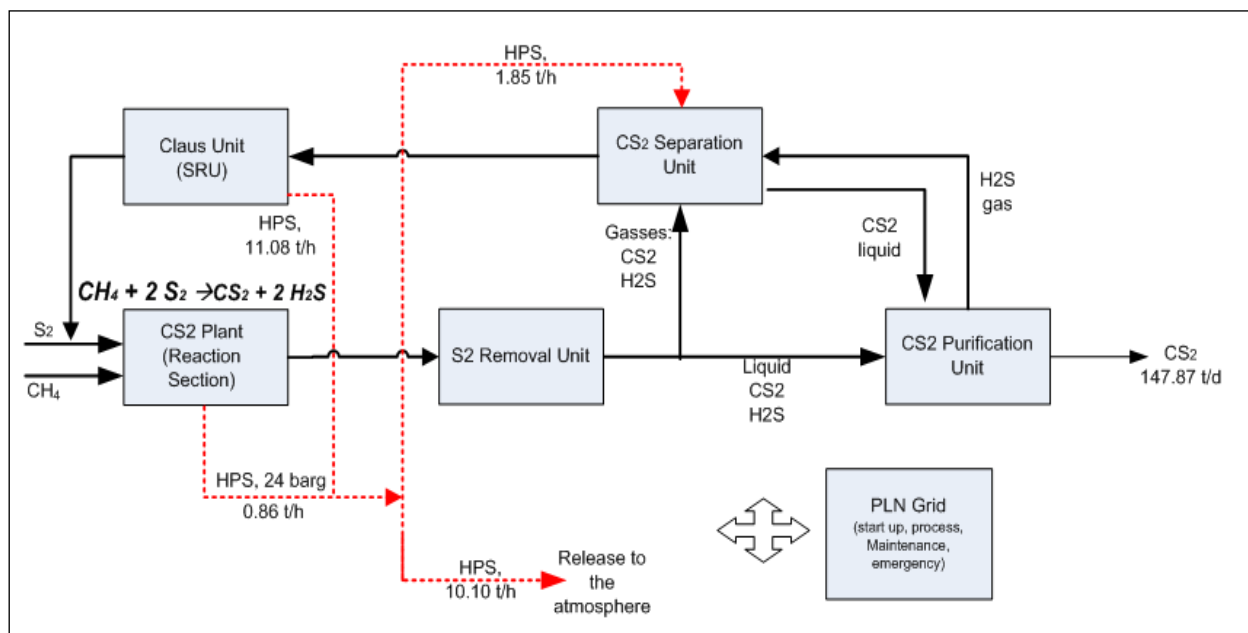 HPS,
1.85 t/h
Claus Unit
(SRU)
CS₂ Separation
Unit
HPS,
11.08 t/h
Gasses:
CS2
H2S
CS2
liquid
H2S
gas
CH₄ + 2 S₂ →CS₂ + 2 H₂S
S₂
CH₄
CS2 Plant
(Reaction
Section)
S2 Removal Unit
Liquid
CS2
H2S
CS2 Purification
Unit
CS₂
147.87 t/d
HPS, 24 barg
0.86 t/h
HPS,
10.10 t/h
Release to
the
atmosphere
PLN Grid
(start up, process,
Maintenance,
emergency)